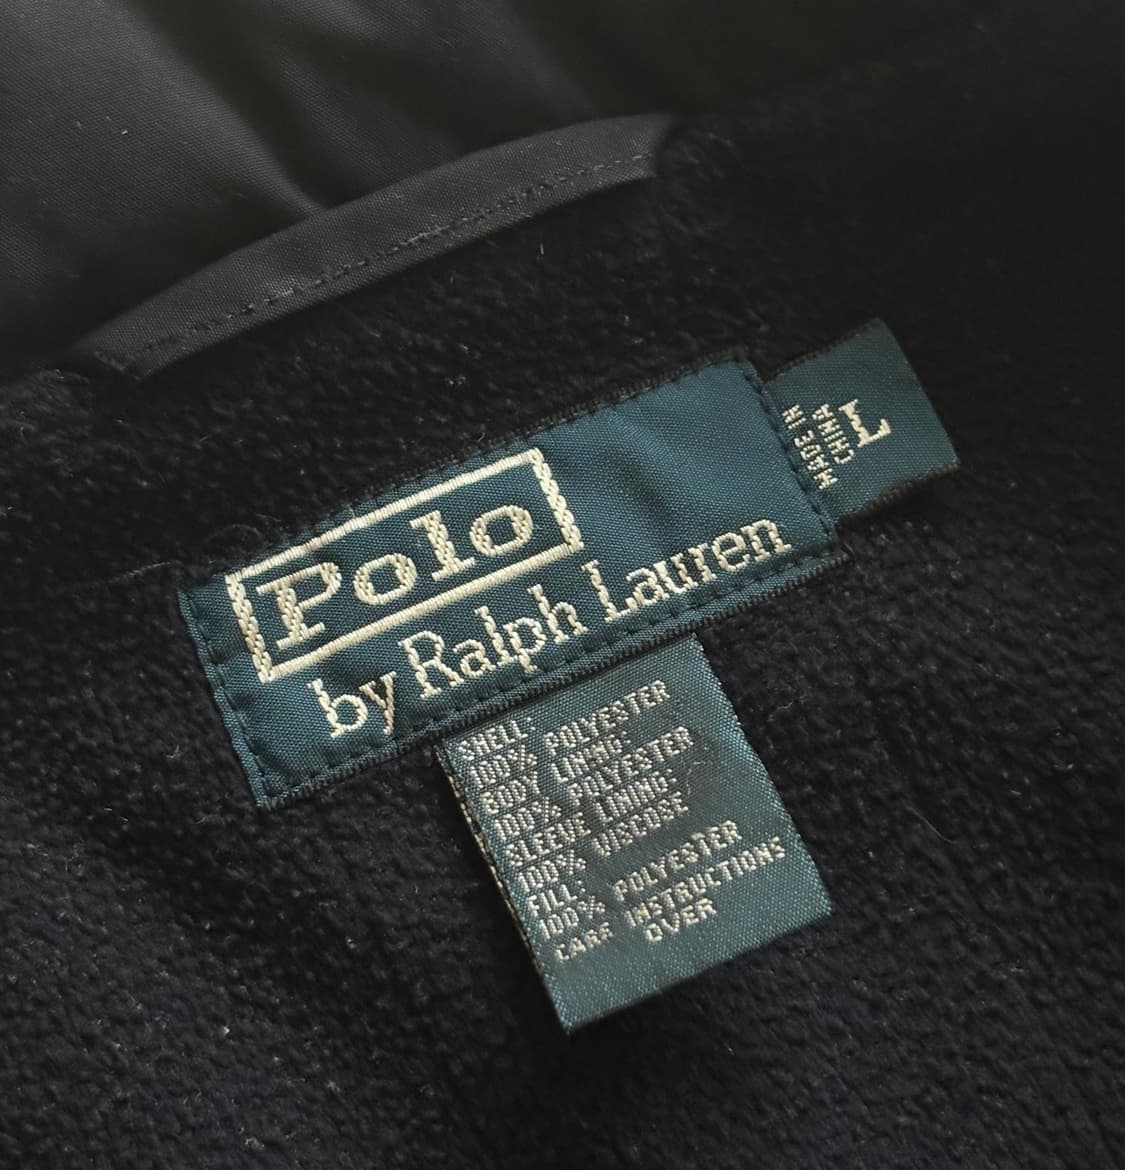 Polo
by Ralph Lauren
MADE IN
CHINA
L
SHELL:
100% POLYESTER
BODY LINING:
100% POLYESTER
SLEEVE LINING:
100% VISCOSE
FILL:
100% POLYESTER
CARE INSTRUCTIONS
OVER